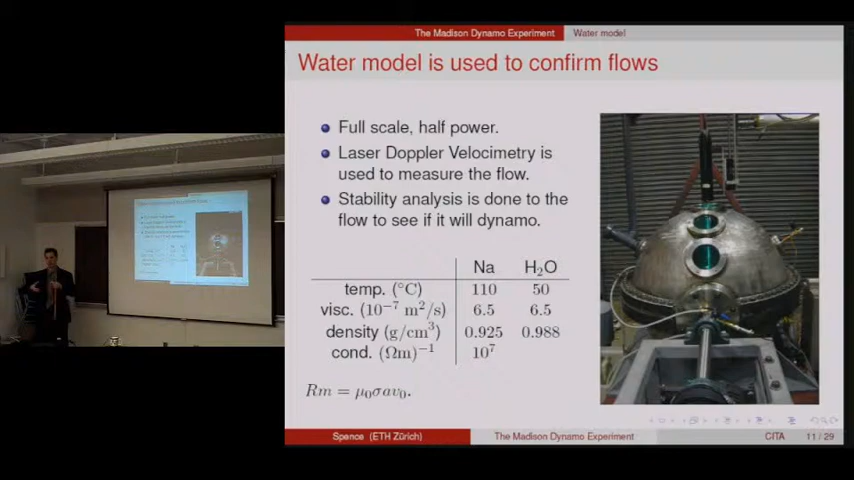 The Madison Dynamo Experiment
Water model
Water model is used to confirm flows
Full scale, half power.
Laser Doppler Velocimetry is
used to measure the flow.
Stability analysis is done to the
flow to see if it will dynamo.
Na H₂O
temp. (°C) 110 50
visc. (10⁻⁷ m²/s) 6.5 6.5
density (g/cm³) 0.925 0.988
cond. (Ωm)⁻¹ 10⁷
Rm = μ₀σav₀.
Spence (ETH Zürich) The Madison Dynamo Experiment CITA 11 / 29